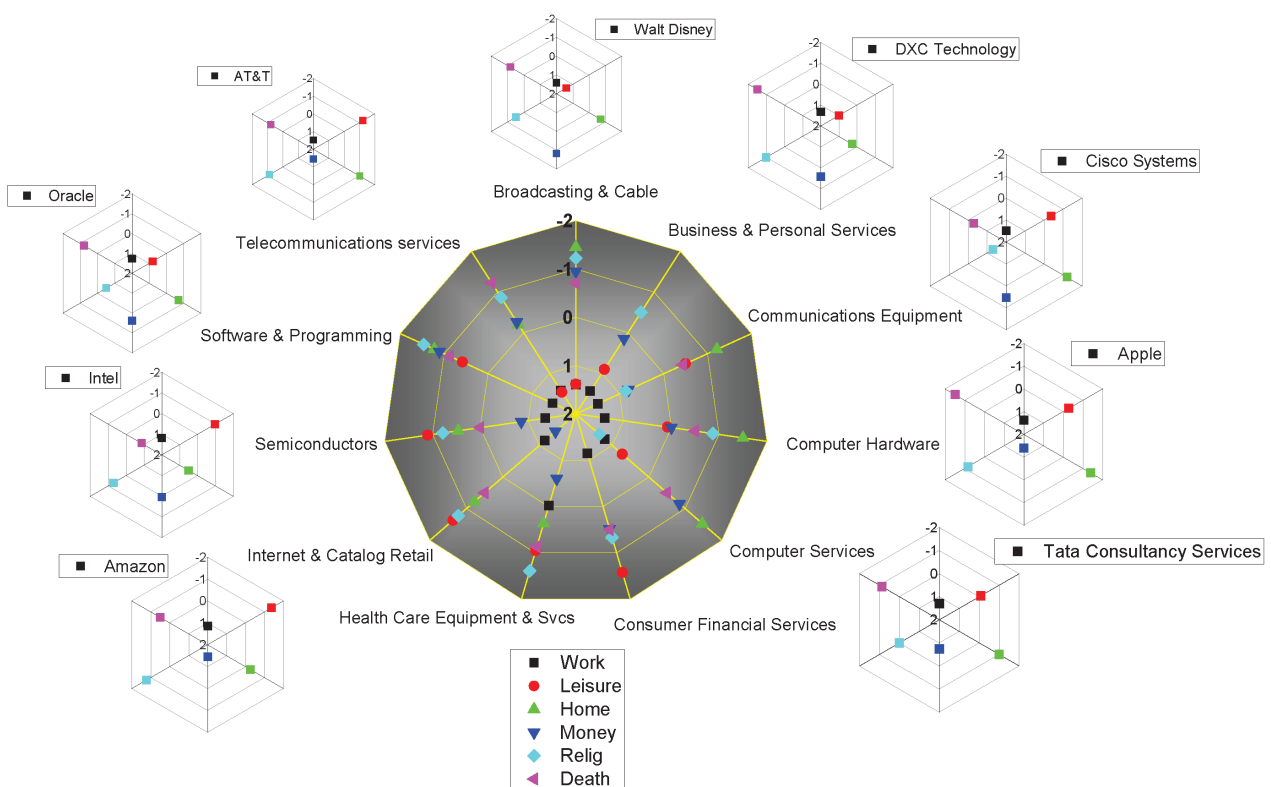 Walt Disney
-2
-1
0
1
2
DXC Technology
-2
-1
0
1
2
AT&T
-2
-1
0
1
2
Cisco Systems
-2
-1
0
1
2
Oracle
-2
-1
0
1
2
Broadcasting & Cable
Business & Personal Services
Telecommunications services
Communications Equipment
Software & Programming
-2
-1
0
1
2
Apple
-2
-1
0
1
2
Intel
-2
-1
0
1
2
Semiconductors
Computer Hardware
Amazon
-2
-1
0
1
2
Tata Consultancy Services
-2
-1
0
1
2
Internet & Catalog Retail
Computer Services
Health Care Equipment & Svcs
Consumer Financial Services
Work
Leisure
Home
Money
Relig
Death